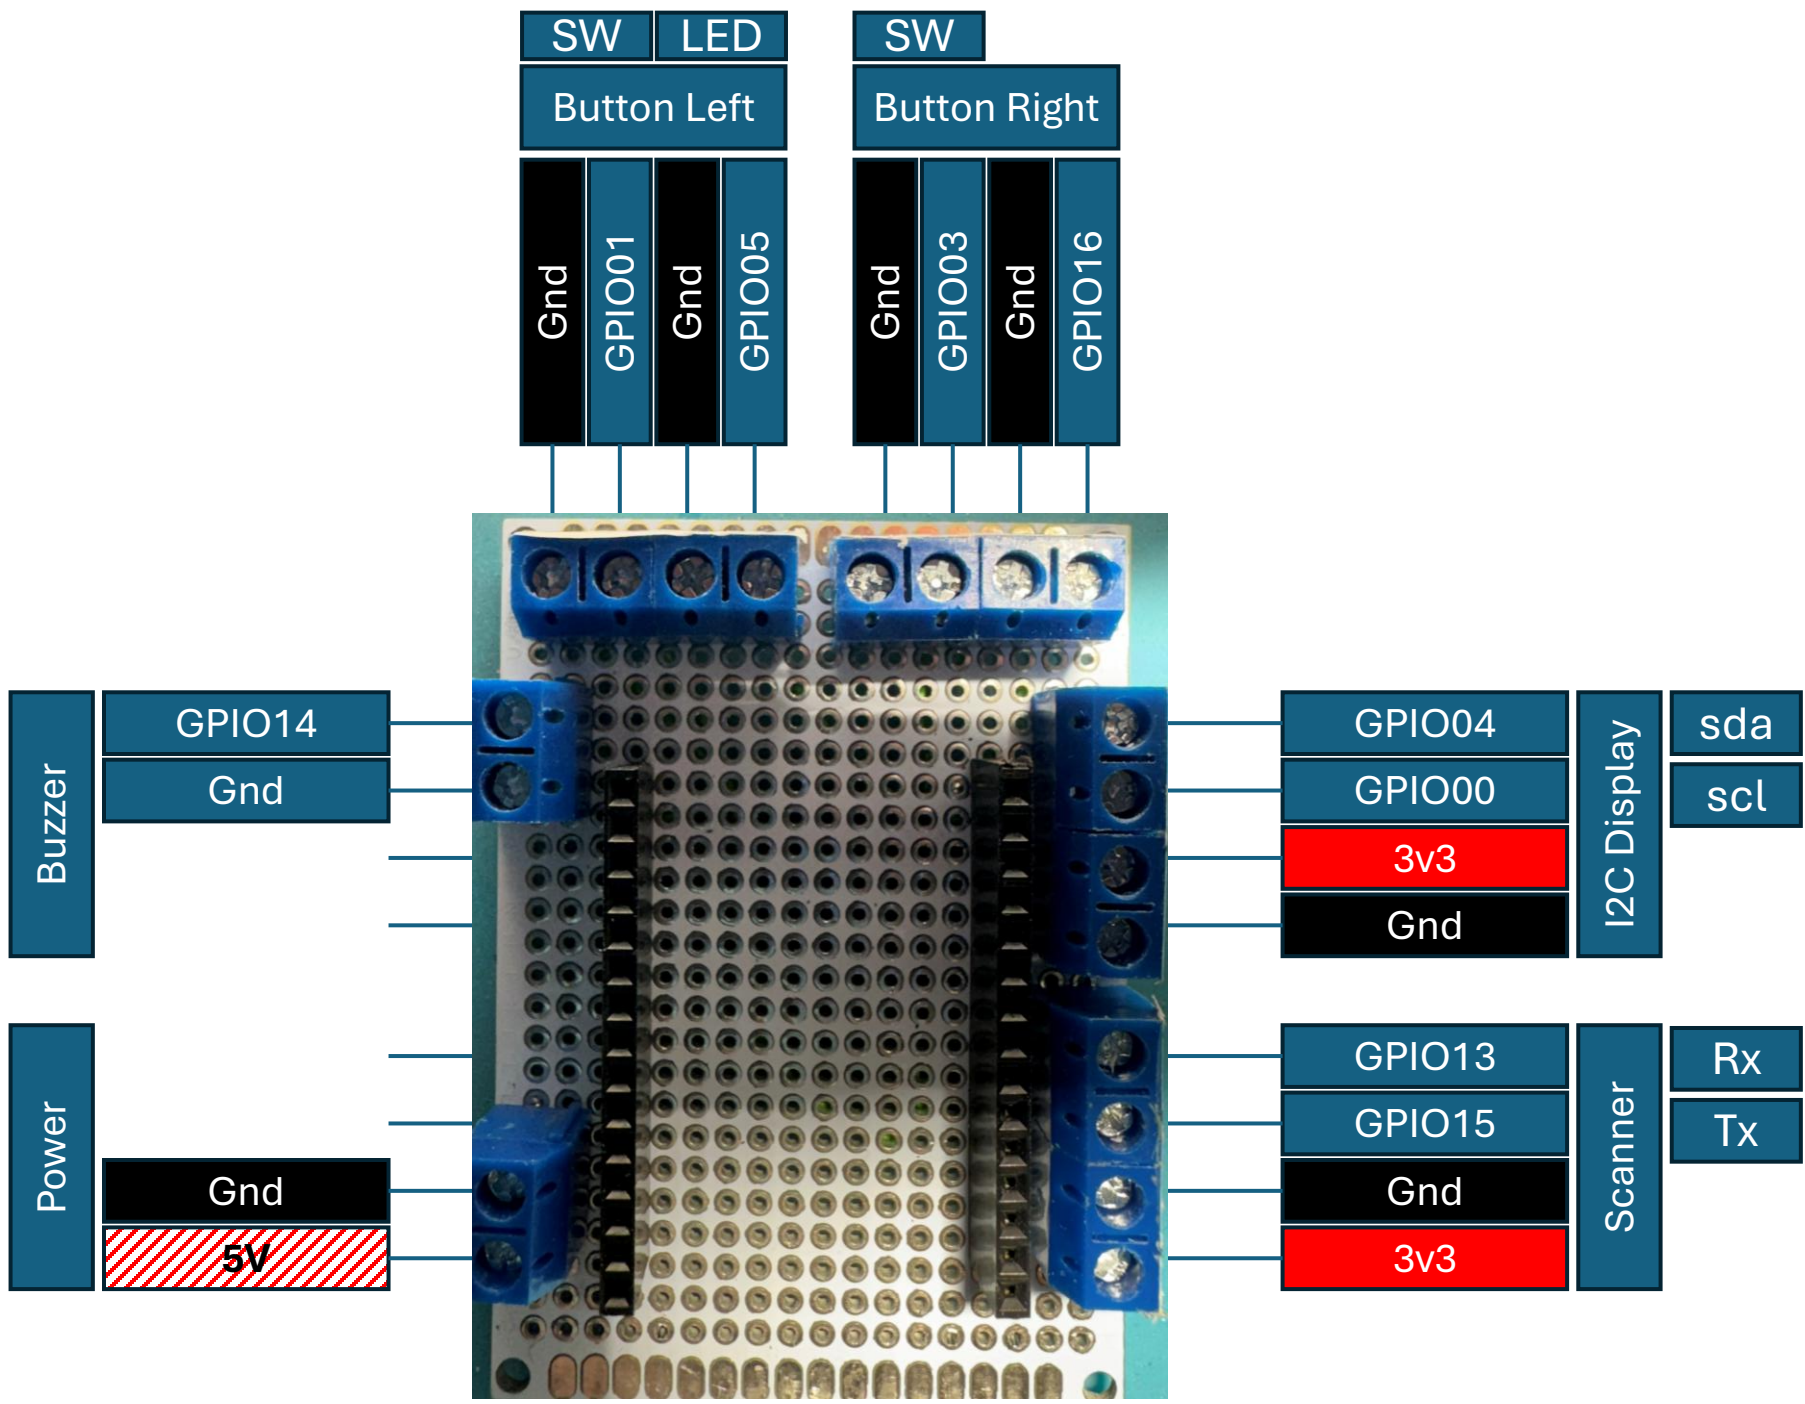 SW LED SW
Button Left Button Right
Gnd GPIO01 Gnd GPIO05 Gnd GPIO03 Gnd GPIO16
Buzzer
GPIO14
Gnd
Power
Gnd
5V
GPIO04
GPIO00
3v3
Gnd
I2C Display
sda
scl
GPIO13
GPIO15
Gnd
3v3
Scanner
Rx
Tx